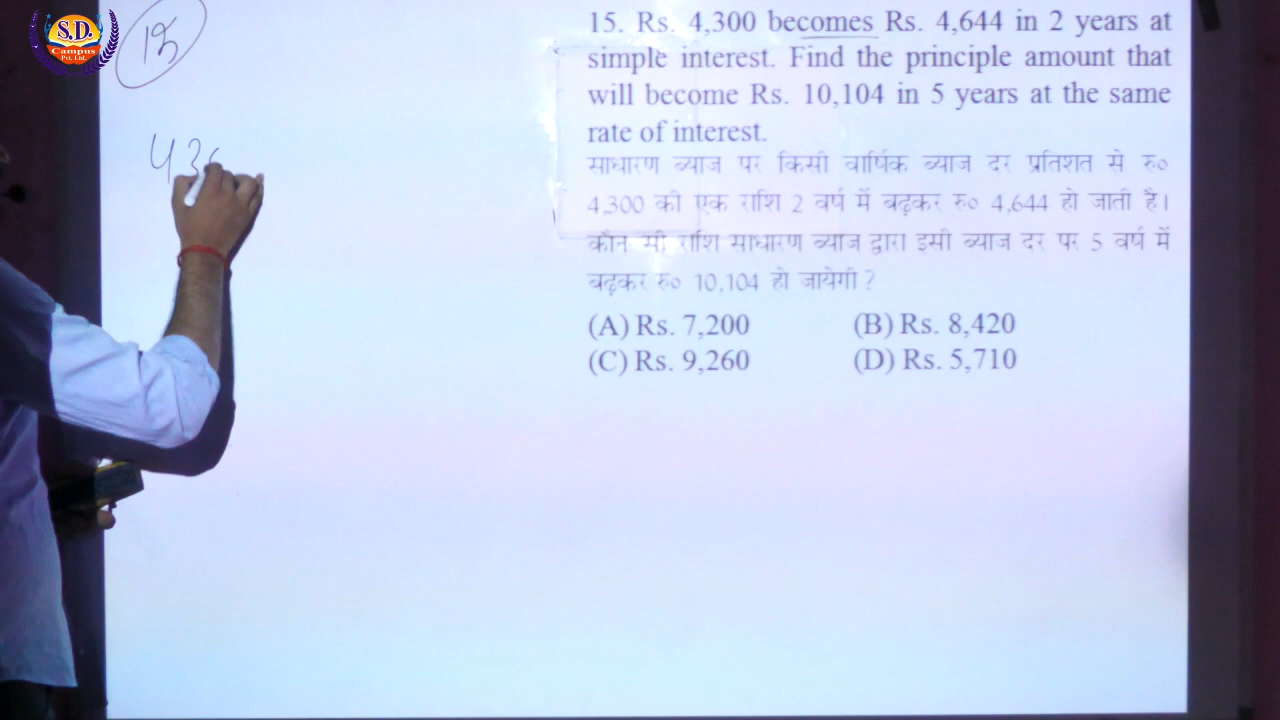 S.D.
Campus
Pvt. Ltd.
15
430
15. Rs. 4,300 becomes Rs. 4,644 in 2 years at
simple interest. Find the principle amount that
will become Rs. 10,104 in 5 years at the same
rate of interest.
साधारण ब्याज पर किसी वार्षिक ब्याज दर प्रतिशत से रु०
4,300 की एक राशि 2 वर्ष में बढ़कर रु० 4,644 हो जाती है।
कौन सी राशि साधारण ब्याज द्वारा इसी ब्याज दर पर 5 वर्ष में
बढ़कर रु० 10,104 हो जायेगी ?
(A) Rs. 7,200 (B) Rs. 8,420
(C) Rs. 9,260 (D) Rs. 5,710